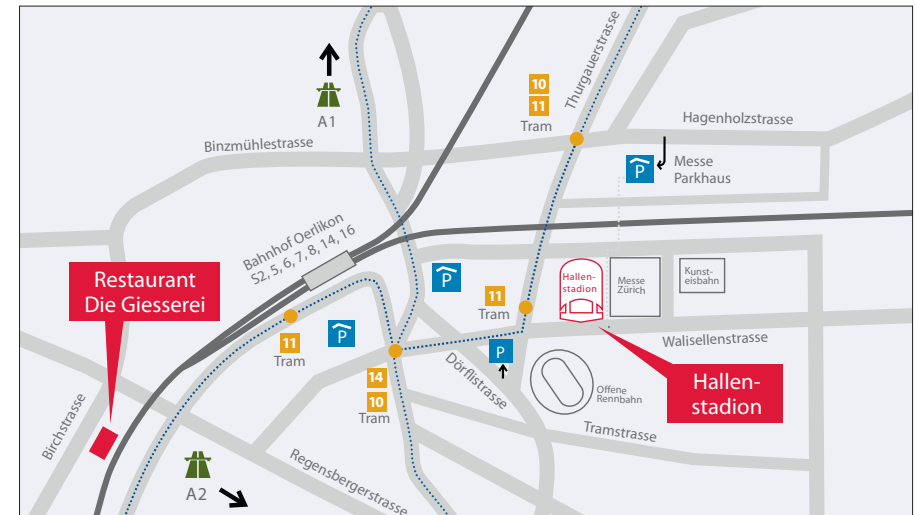 10
11
Tram
Thurgauerstrasse
Hagenholzstrasse
A1
Binzmühlestrasse
P
Messe
Parkhaus
Bahnhof Oerlikon
S2, 5, 6, 7, 8, 14, 16
Restaurant
Die Giesserei
P
11
Tram
Hallen-
stadion
Messe
Zürich
Kunst-
eisbahn
11
Tram
P
P
Walisellenstrasse
14
10
Tram
Dörflistrasse
Offene
Rennbahn
Hallen-
stadion
Tramstrasse
Birchstrasse
A2
Regensbergerstrasse